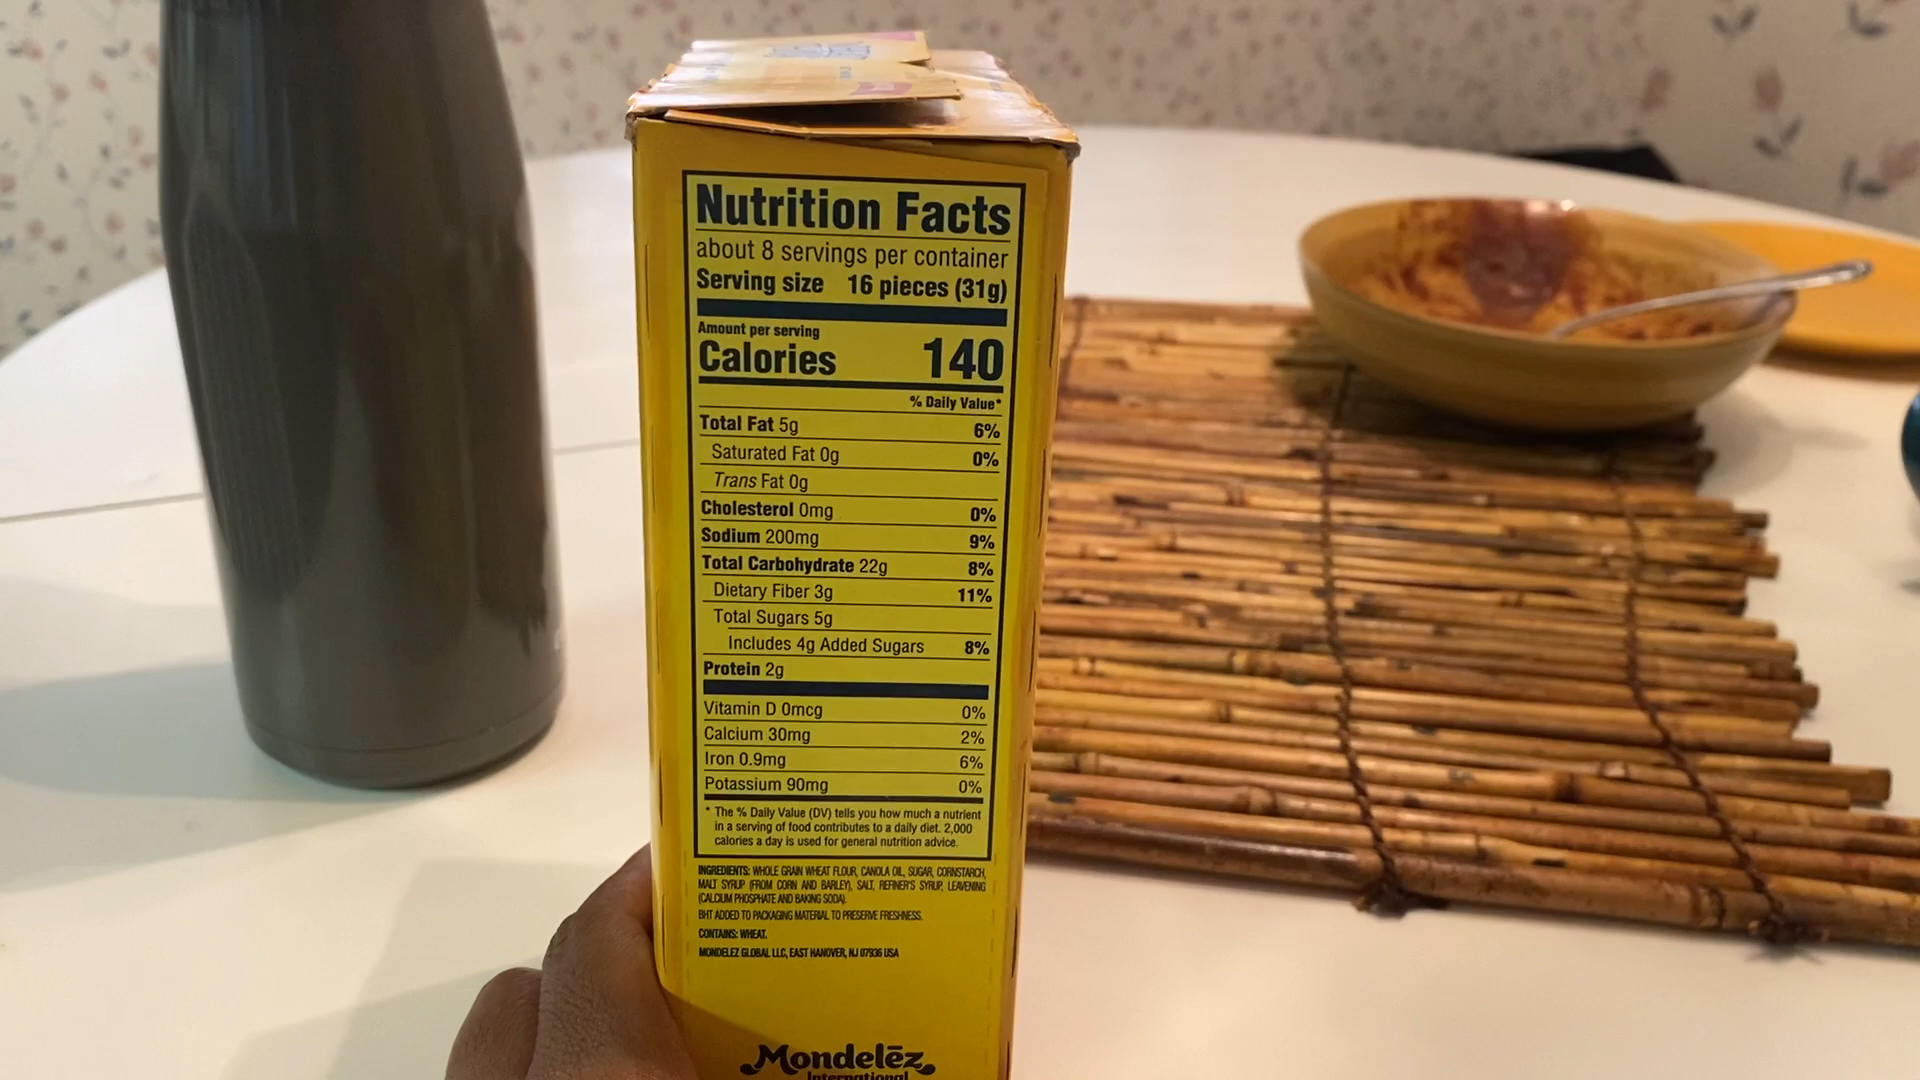 Nutrition Facts
about 8 servings per container
Serving size 16 pieces (31g)
Amount per serving
Calories 140
% Daily Value*
Total Fat 5g 6%
Saturated Fat 0g 0%
Trans Fat 0g
Cholesterol 0mg 0%
Sodium 200mg 9%
Total Carbohydrate 22g 8%
Dietary Fiber 3g 11%
Total Sugars 5g
Includes 4g Added Sugars 8%
Protein 2g
Vitamin D 0mcg 0%
Calcium 30mg 2%
Iron 0.9mg 6%
Potassium 90mg 0%
* The % Daily Value (DV) tells you how much a nutrient
in a serving of food contributes to a daily diet. 2,000
calories a day is used for general nutrition advice.
INGREDIENTS: WHOLE GRAIN WHEAT FLOUR, CANOLA OIL, SUGAR, CORNSTARCH,
MALT SYRUP (FROM CORN AND BARLEY), SALT, REFINER'S SYRUP, LEAVENING
(CALCIUM PHOSPHATE AND BAKING SODA).
BHT ADDED TO PACKAGING MATERIAL TO PRESERVE FRESHNESS.
CONTAINS: WHEAT.
MONDELEZ GLOBAL LLC, EAST HANOVER, NJ 07936 USA
Mondelēz
International